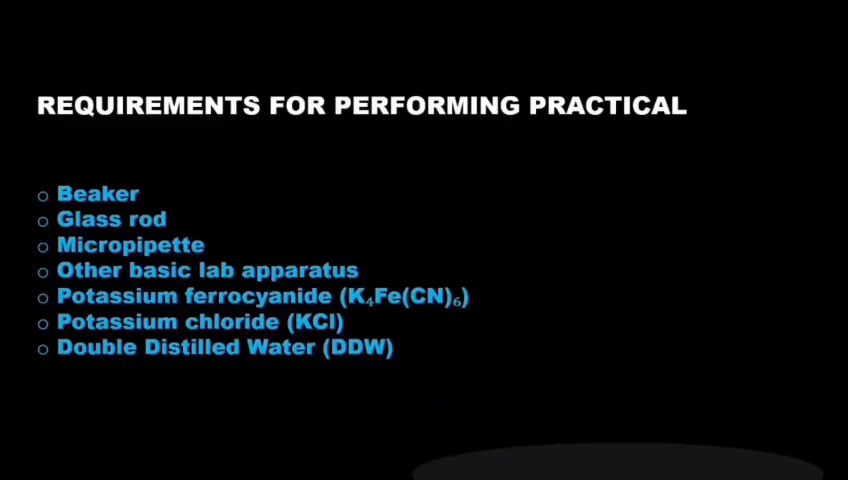 REQUIREMENTS FOR PERFORMING PRACTICAL
○ Beaker
○ Glass rod
○ Micropipette
○ Other basic lab apparatus
○ Potassium ferrocyanide (K₄Fe(CN)₆)
○ Potassium chloride (KCl)
○ Double Distilled Water (DDW)